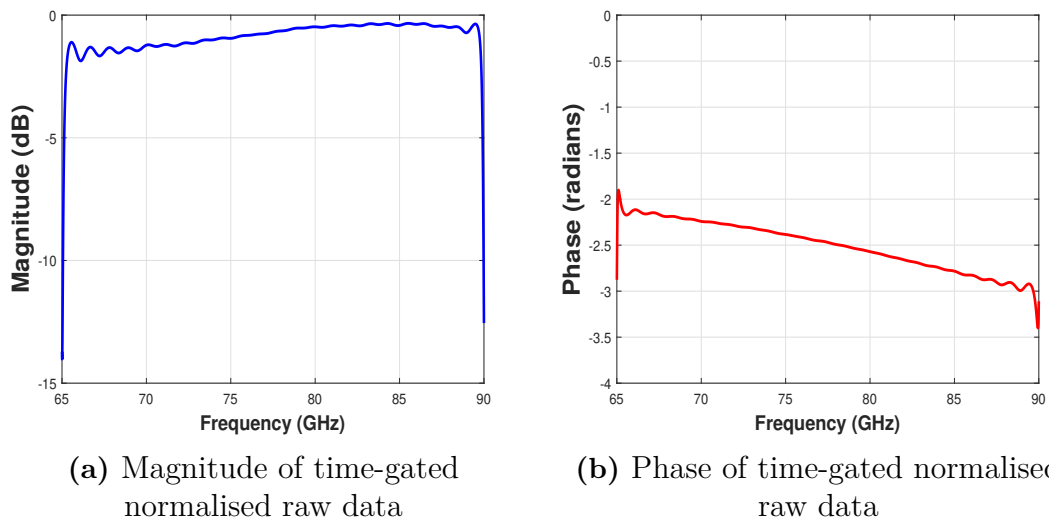 0
-5
-10
-15
Magnitude (dB)
65 70 75 80 85 90
Frequency (GHz)
(a) Magnitude of time-gated
normalised raw data
0
-0.5
-1
-1.5
-2
-2.5
-3
-3.5
-4
Phase (radians)
65 70 75 80 85 90
Frequency (GHz)
(b) Phase of time-gated normalised
raw data